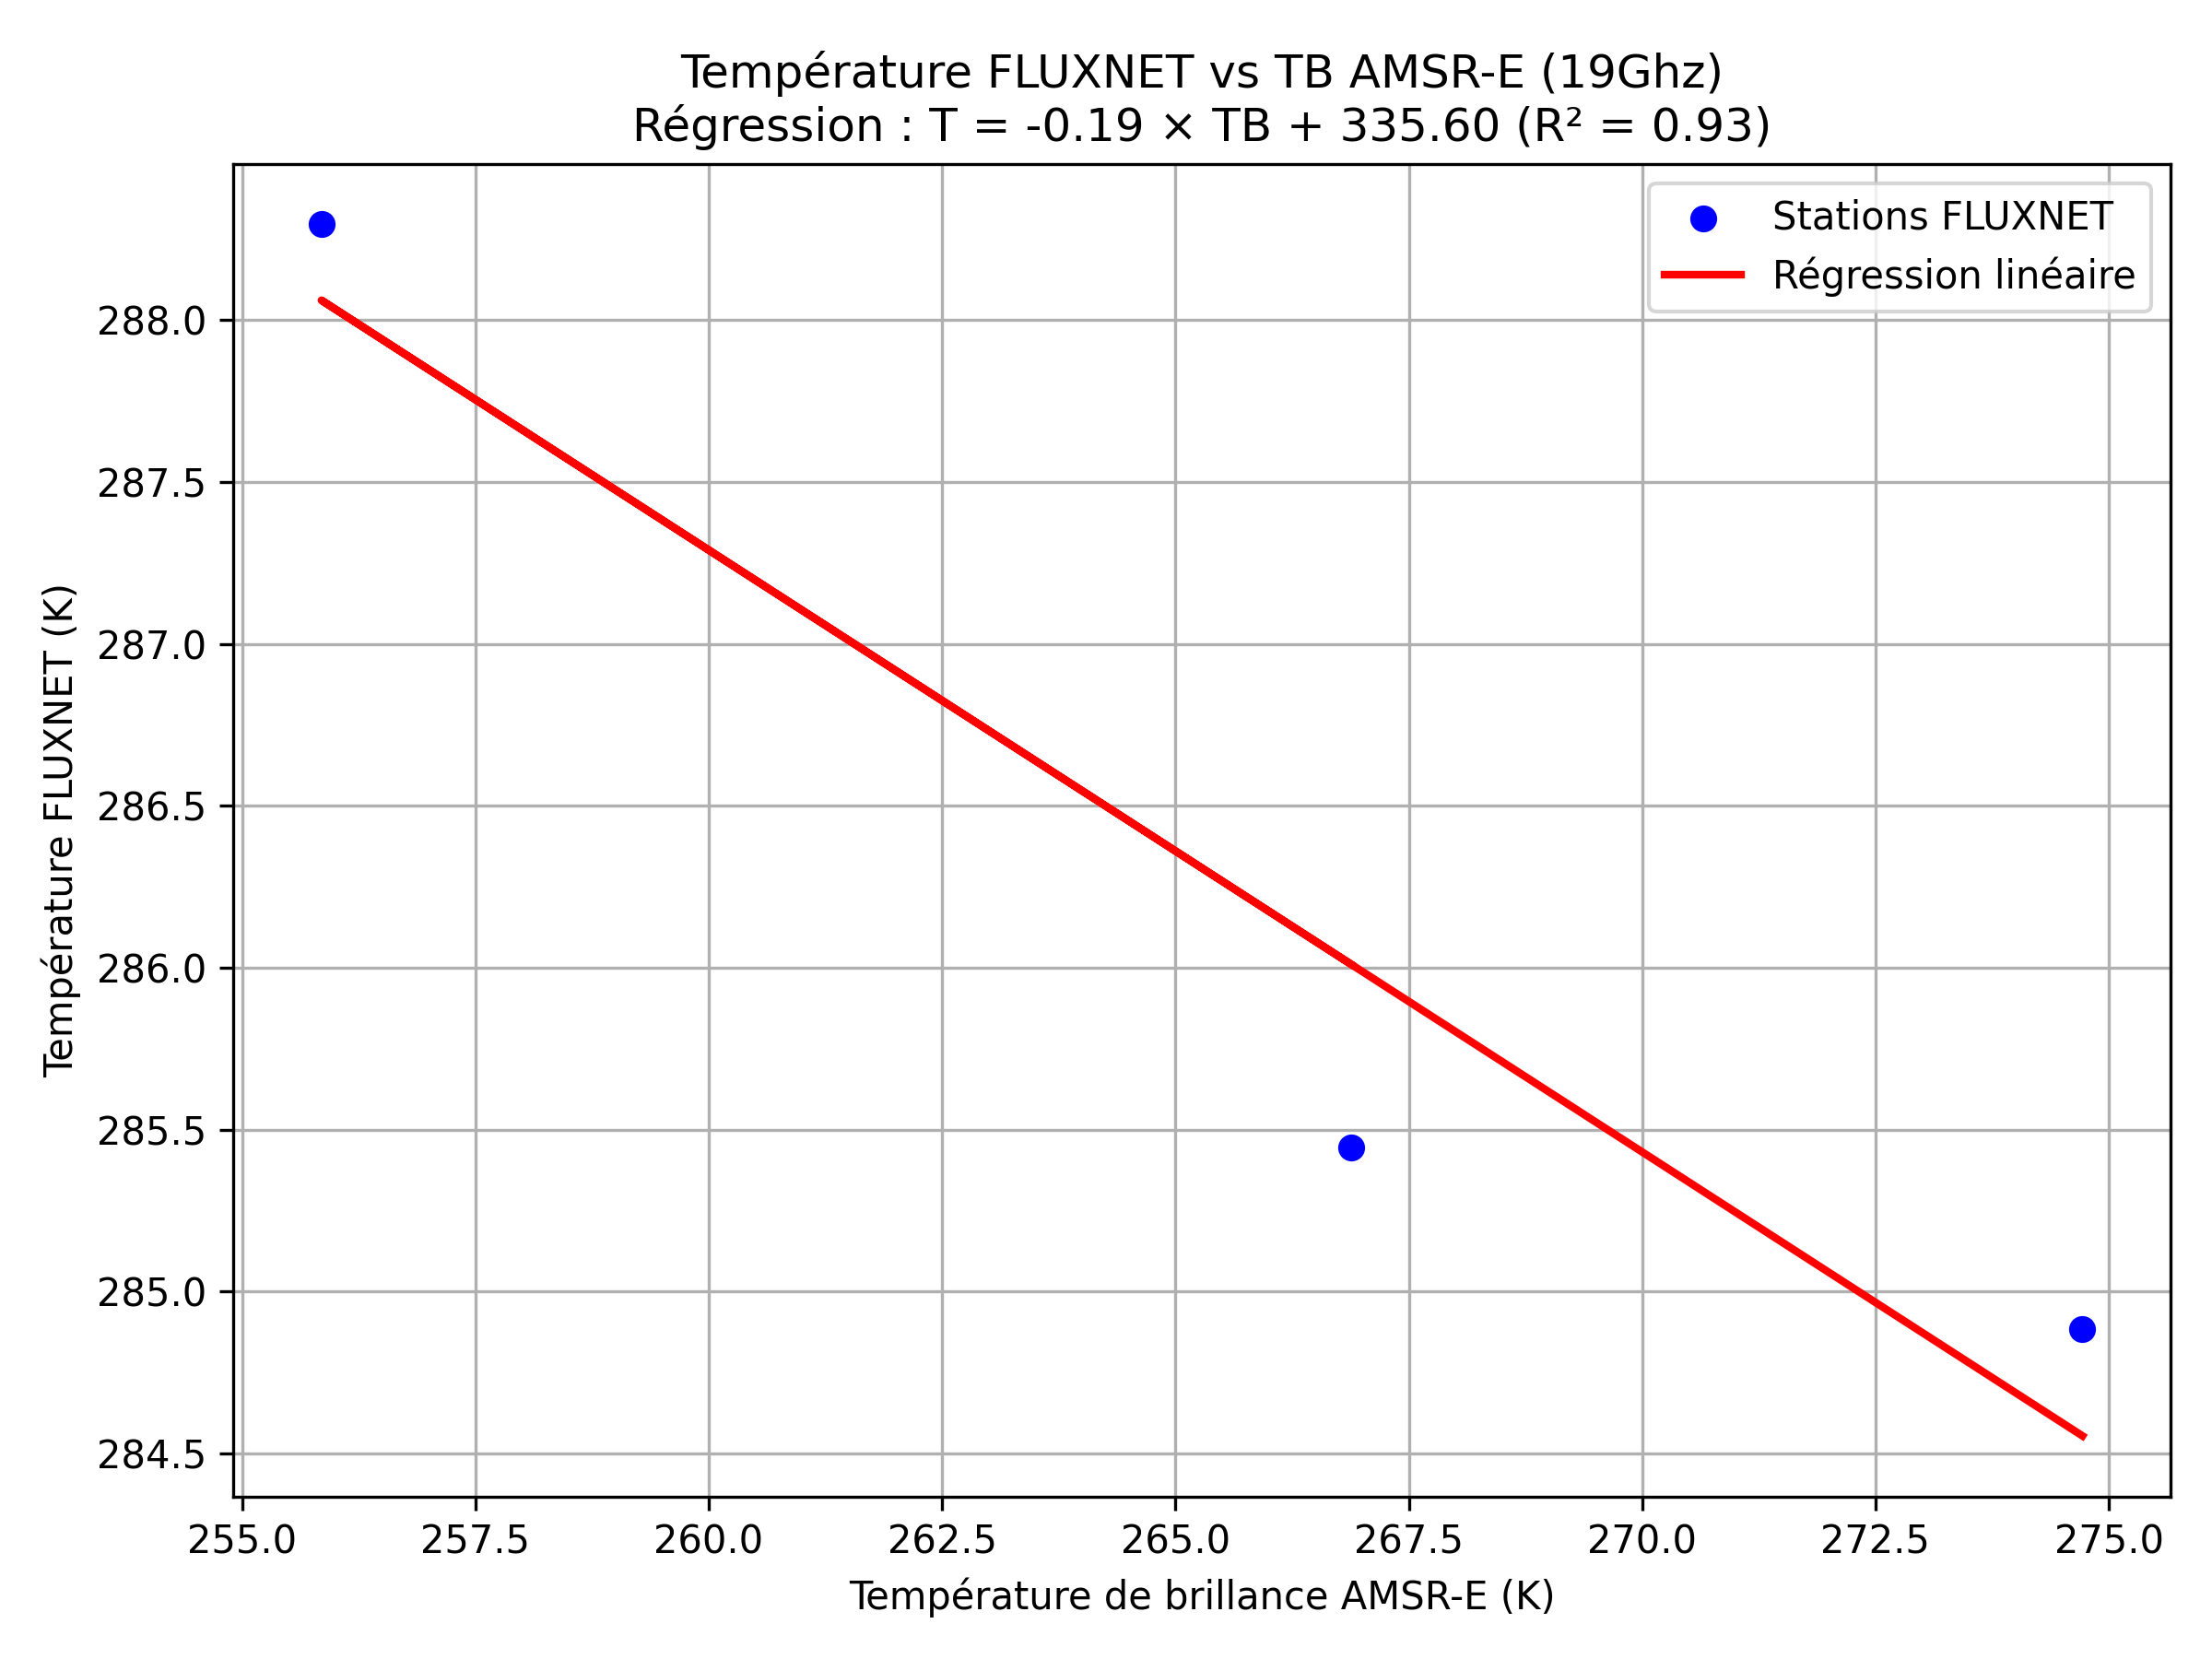 Température FLUXNET vs TB AMSR-E (19Ghz)
Régression : T = -0.19 × TB + 335.60 (R² = 0.93)
Stations FLUXNET
Régression linéaire
Température FLUXNET (K)
288.0
287.5
287.0
286.5
286.0
285.5
285.0
284.5
255.0 257.5 260.0 262.5 265.0 267.5 270.0 272.5 275.0
Température de brillance AMSR-E (K)